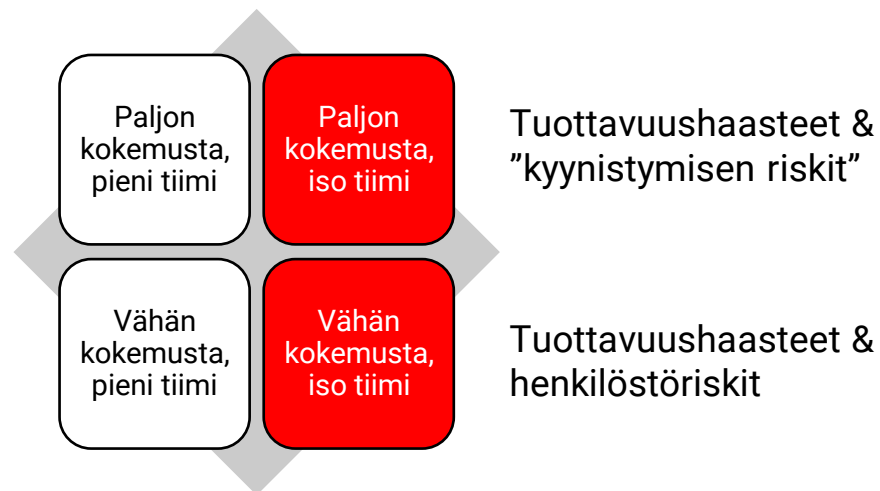 Paljon
kokemusta,
pieni tiimi
Paljon
kokemusta,
iso tiimi
Tuottavuushaasteet &
”kyynistymisen riskit”
Vähän
kokemusta,
pieni tiimi
Vähän
kokemusta,
iso tiimi
Tuottavuushaasteet &
henkilöstöriskit